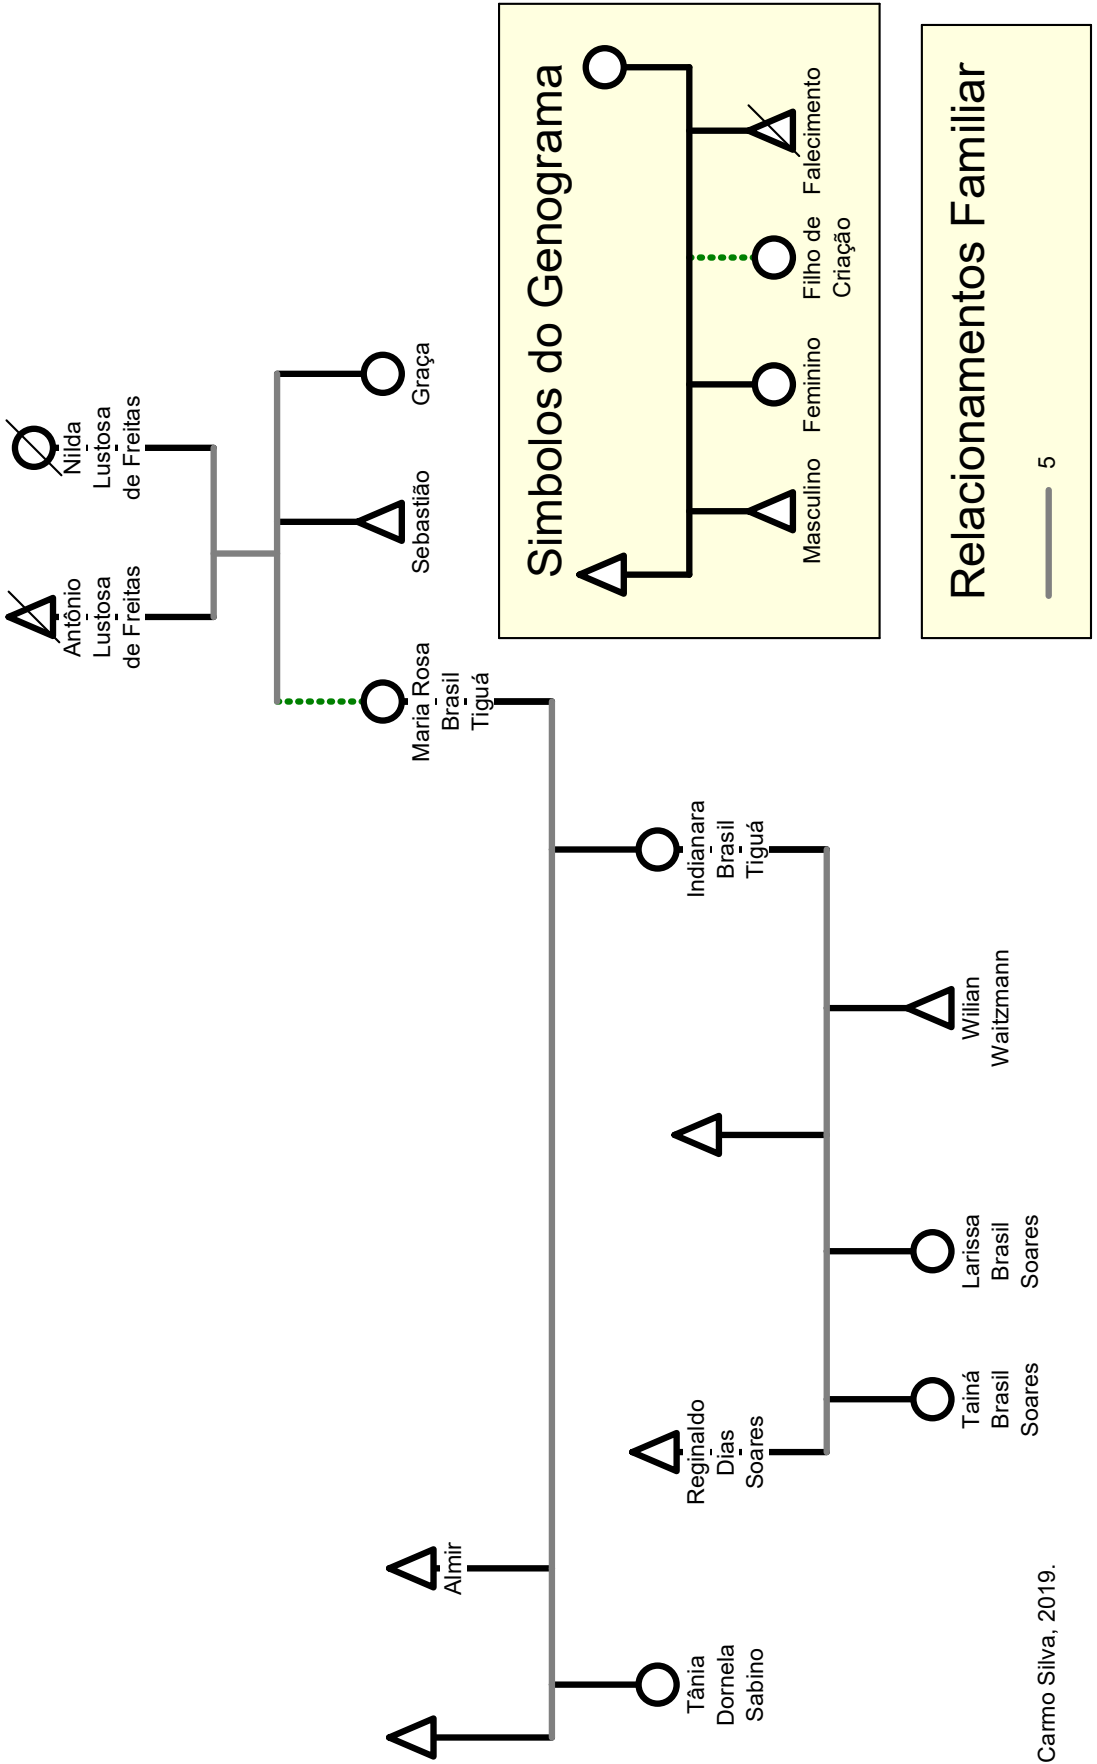 Antônio
Lustosa
de Freitas
Nilda
Lustosa
de Freitas
Maria Rosa
Brasil
Tiguá
Sebastião
Graça
Almir
Tânia
Dornela
Sabino
Reginaldo
Dias
Soares
Indianara
Brasil
Tiguá
Tainá
Brasil
Soares
Larissa
Brasil
Soares
Wilian
Waitzmann
Simbolos do Genograma
Masculino
Feminino
Filho de
Criação
Falecimento
Relacionamentos Familiar
5
Carmo Silva, 2019.